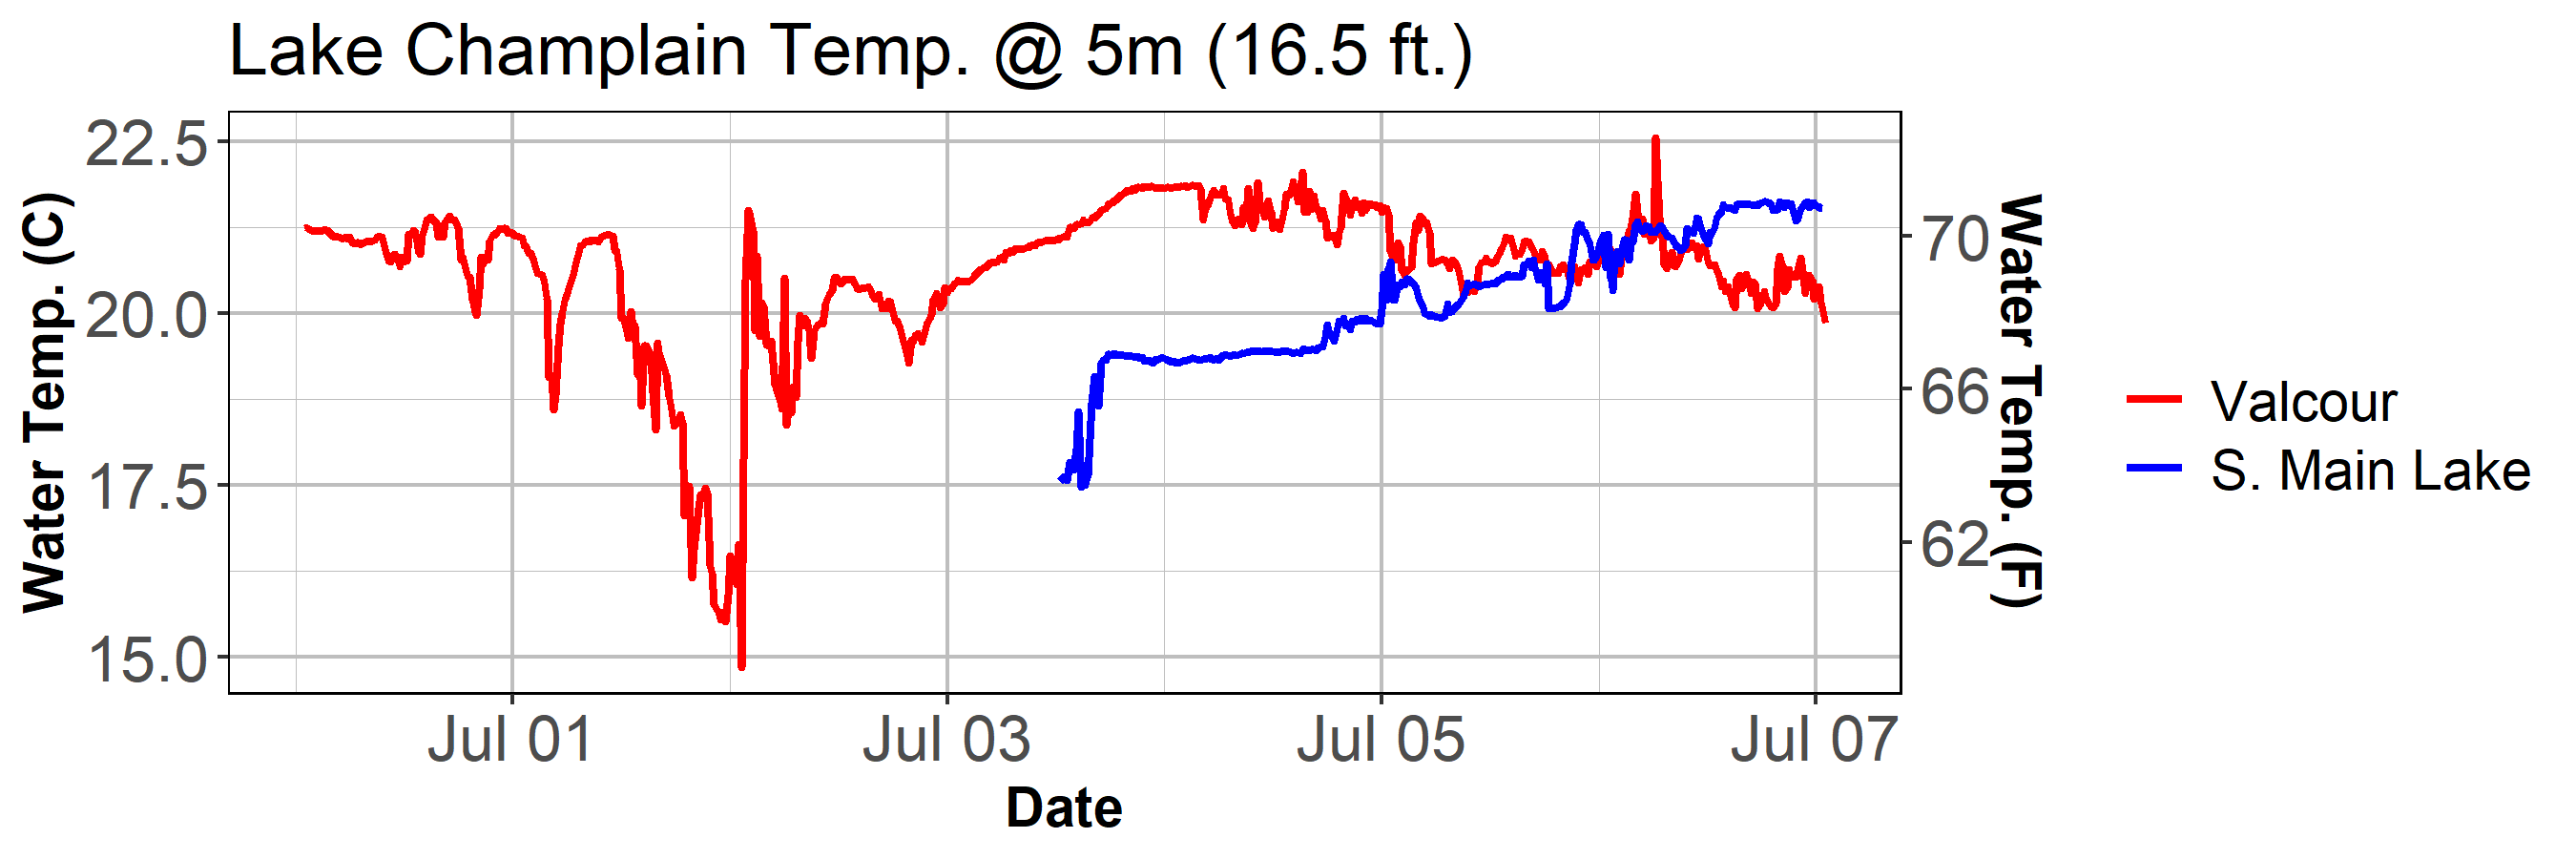 Lake Champlain Temp. @ 5m (16.5 ft.)
Water Temp. (C)
22.5
20.0
17.5
15.0
70
66
62
Water Temp. (F)
Jul 01
Jul 03
Jul 05
Jul 07
Date
Valcour
S. Main Lake